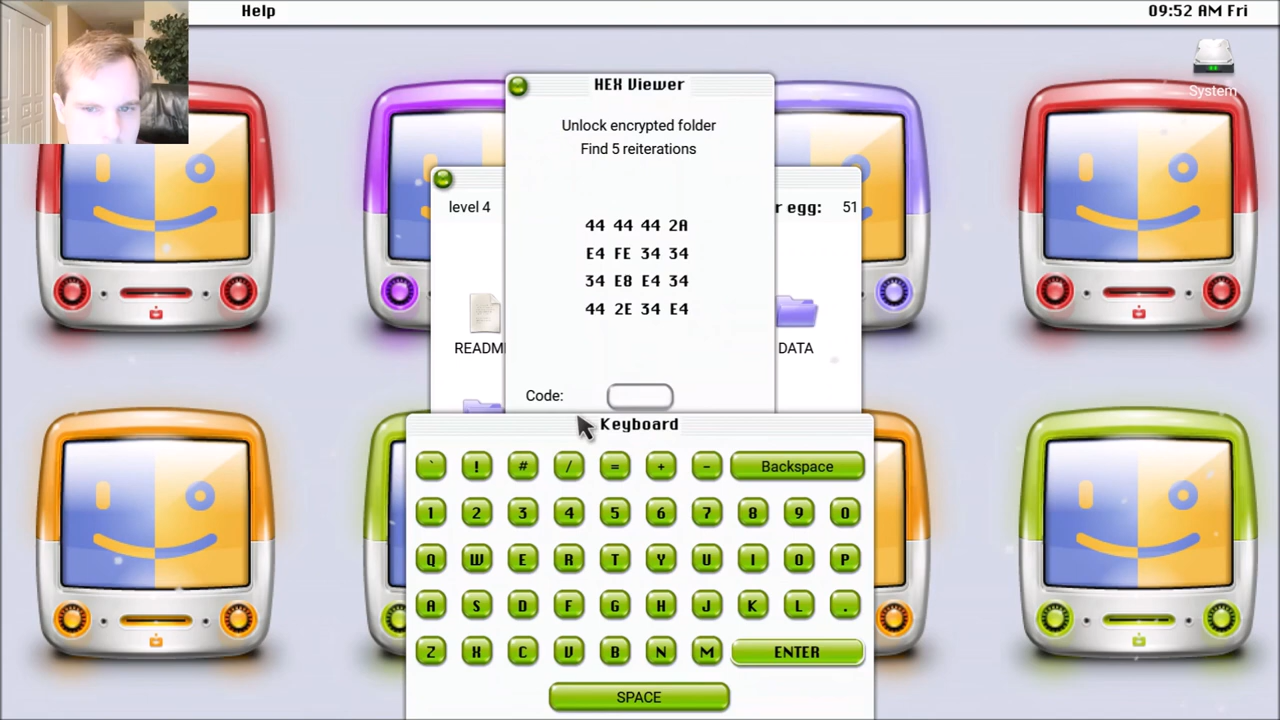 Help
09:52 AM Fri
System
HEX Viewer
Unlock encrypted folder
Find 5 reiterations
level 4
r egg: 51
44 44 44 2A
E4 FE 34 34
34 E8 E4 34
44 2E 34 E4
READM
DATA
Code:
Keyboard
` ! # / = + - Backspace
1 2 3 4 5 6 7 8 9 0
Q W E R T Y U I O P
A S D F G H J K L .
Z X C V B N M ENTER
SPACE